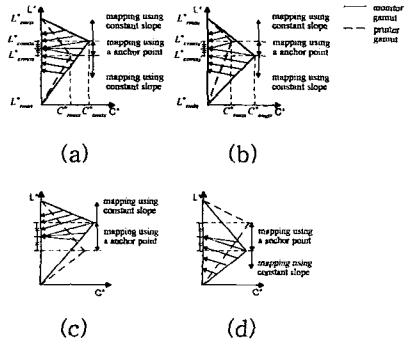 L*
mapping using
constant slope
mapping using
a anchor point
mapping using
constant slope
L*min
C*
(a)
L*
mapping using
constant slope
mapping using
a anchor point
mapping using
constant slope
L*min
C*
(b)
monitor
gamut
printer
gamut
L*
mapping using
constant slope
mapping using
a anchor point
C*
(c)
L*
mapping using
a anchor point
mapping using
constant slope
C*
(d)